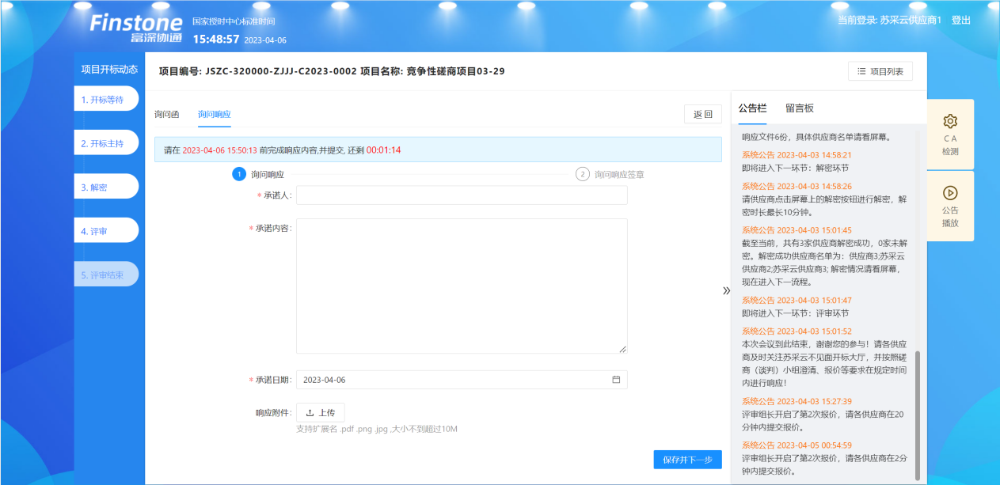 Finstone
富深协通
国家授时中心标准时间
15:48:57 2023-04-06
当前登录: 苏采云供应商1 登出
项目开标动态
1. 开标等待
2. 开标主持
3. 解密
4. 评审
5. 评审结束
项目编号: JSZC-320000-ZJJJ-C2023-0002 项目名称: 竞争性磋商项目03-29
项目列表
询问函 询问响应
返 回
请在 2023-04-06 15:50:13 前完成响应内容,并提交, 还剩 00:01:14
1 询问响应
2 询问响应签章
* 承诺人:
* 承诺内容:
* 承诺日期: 2023-04-06
响应附件: 上传
支持扩展名 .pdf .png .jpg ,大小不到超过10M
保存并下一步
公告栏 留言板
响应文件6份，具体供应商名单请看屏幕。
系统公告 2023-04-03 14:58:21
即将进入下一环节：解密环节
系统公告 2023-04-03 14:58:26
请供应商点击屏幕上的解密按钮进行解密，解
密时长最长10分钟。
系统公告 2023-04-03 15:01:45
截至当前，共有3家供应商解密成功，0家未解
密。解密成功供应商名单为：供应商3;苏采云
供应商2;苏采云供应商3; 解密情况请看屏幕，
现在进入下一流程。
系统公告 2023-04-03 15:01:47
即将进入下一环节：评审环节
系统公告 2023-04-03 15:01:52
本次会议到此结束，谢谢您的参与！请各供应
商及时关注苏采云不见面开标大厅，并按照磋
商（谈判）小组澄清、报价等要求在规定时间
内进行响应！
系统公告 2023-04-03 15:27:39
评审组长开启了第2次报价，请各供应商在20
分钟内提交报价。
系统公告 2023-04-05 00:54:59
评审组长开启了第2次报价，请各供应商在2分
钟内提交报价。
CA
检测
公告
播放